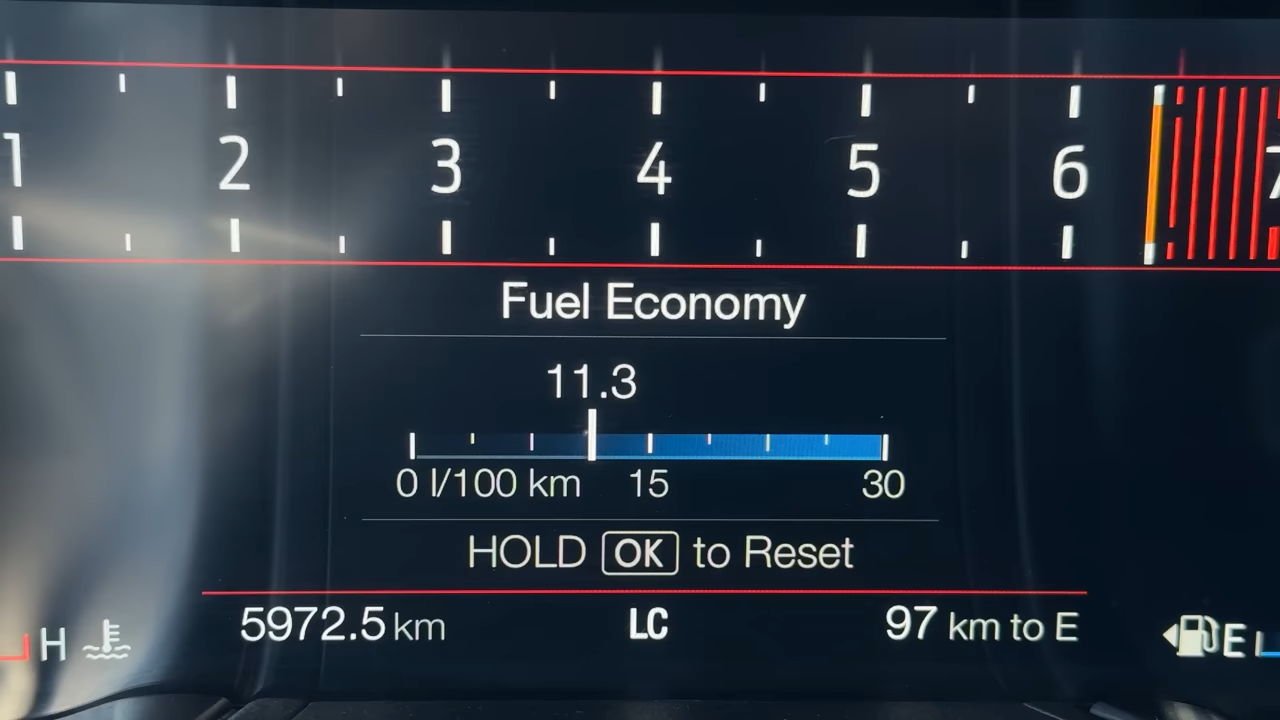 1 2 3 4 5 6 7
Fuel Economy
11.3
0 l/100 km 15 30
HOLD OK to Reset
5972.5 km LC 97 km to E
H E